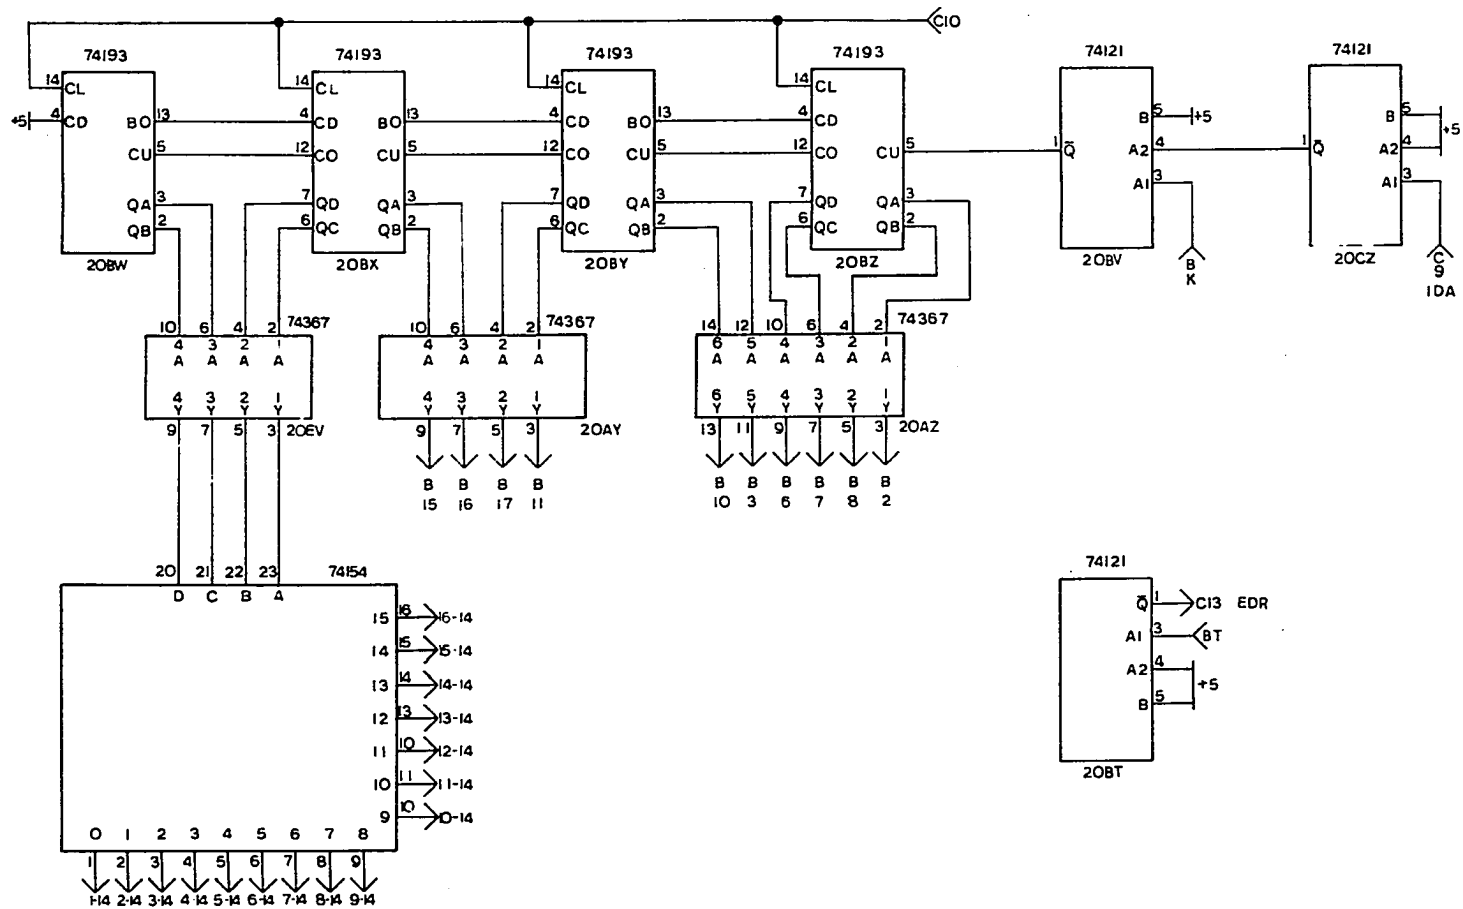 C10
74193 74193 74193 74193 74121 74121
14 CL 14 CL 14 CL 14 CL
+5 4 CD BO 13 4 CD BO 13 4 CD BO 13 4 CD B 5 +5 B 5 +5
CU 5 12 CO CU 5 12 CO CU 5 12 CO CU 5 1 Q̅ A2 4 1 Q̅ A2 4
A1 3 A1 3
QA 3 7 QD QA 3 7 QD QA 3 7 QD QA 3
QB 2 6 QC QB 2 6 QC QB 2 6 QC QB 2
20BW 20BX 20BY 20BZ 20BV B K 20CZ C 9 1DA
10 6 4 2 74367 10 6 4 2 74367 14 12 10 6 4 2 74367
4 3 2 1 4 3 2 1 6 5 4 3 2 1
A A A A A A A A A A A A A A
4 3 2 1 4 3 2 1 6 5 4 3 2 1
Y Y Y Y Y Y Y Y Y Y Y Y Y Y
9 7 5 3 20EV 9 7 5 3 20AY 13 11 9 7 5 3 20AZ
B B B B B B B B B B
15 16 17 11 10 3 6 7 8 2
20 21 22 23 74154
D C B A
15 16 16-14
14 15 15-14
13 14 14-14
12 13 13-14
11 10 12-14
10 11 11-14
9 10 10-14
0 1 2 3 4 5 6 7 8
1 2 3 4 5 6 7 8 9
1-14 2-14 3-14 4-14 5-14 6-14 7-14 8-14 9-14
74121
Q̅ 1 C13 EDR
A1 3 BT
A2 4
+5
B 5
20BT